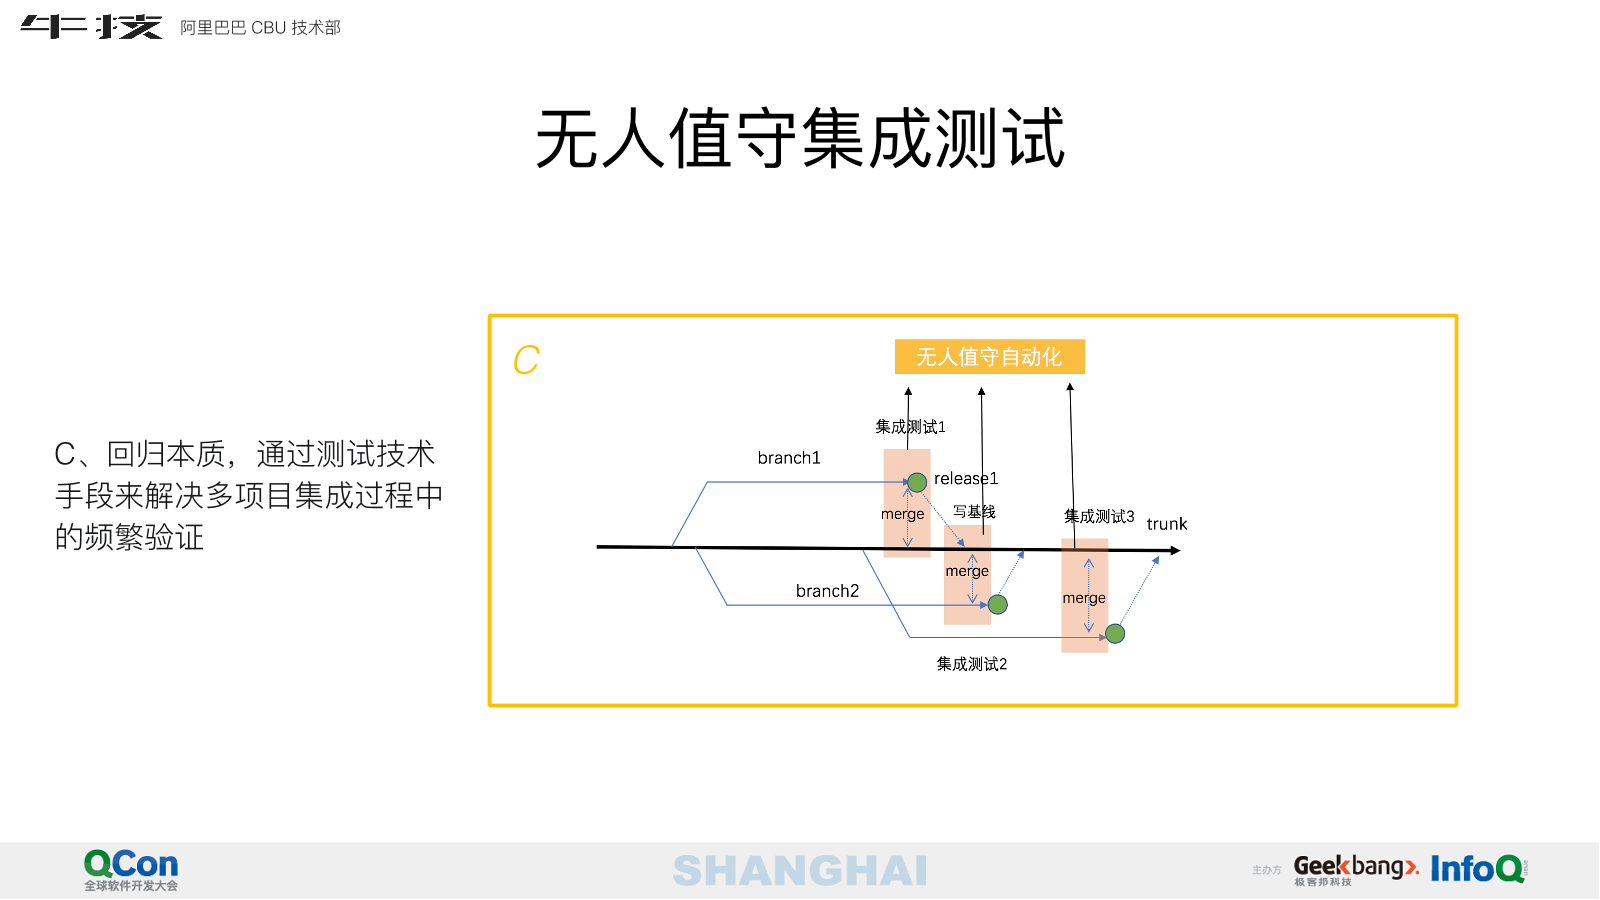 牛技 阿里巴巴 CBU 技术部
无人值守集成测试
C、回归本质，通过测试技术
手段来解决多项目集成过程中
的频繁验证
C
无人值守自动化
集成测试1
branch1
release1
merge
写基线
集成测试3
trunk
merge
branch2
merge
集成测试2
QCon
全球软件开发大会
SHANGHAI
主办方
Geekbang>.
极客邦科技
InfoQ